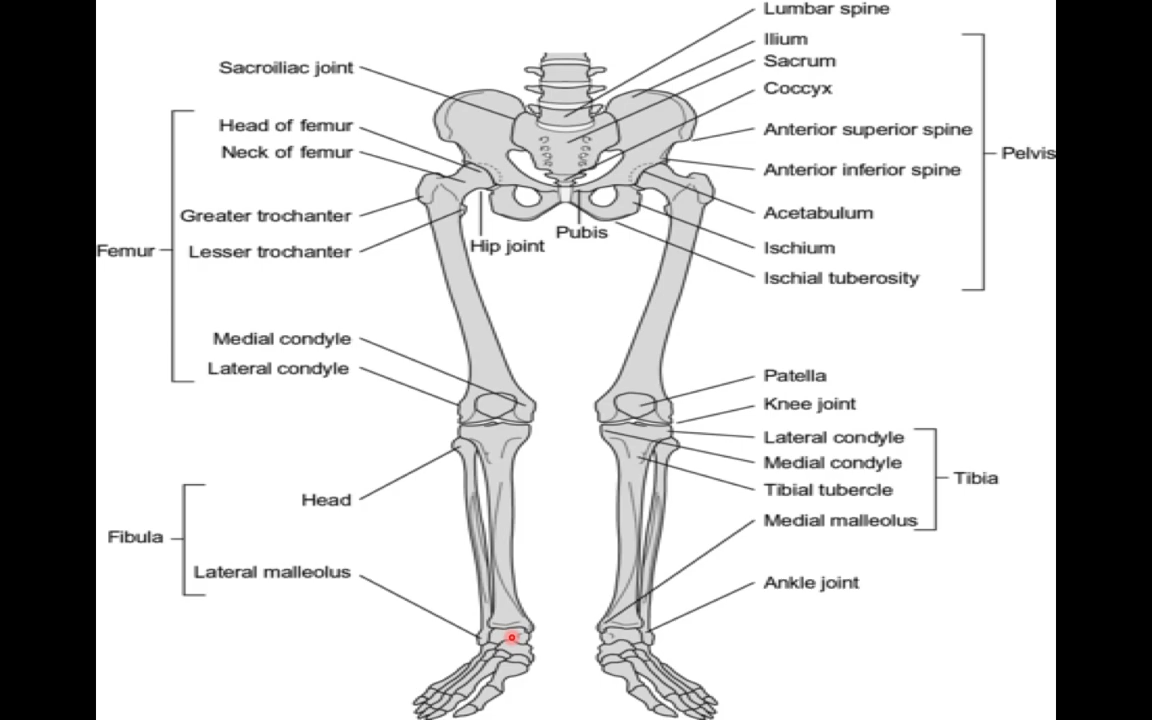 Lumbar spine
Ilium
Sacroiliac joint
Sacrum
Coccyx
Head of femur
Anterior superior spine
Neck of femur
Pelvis
Anterior inferior spine
Greater trochanter
Acetabulum
Pubis
Femur
Lesser trochanter
Hip joint
Ischium
Ischial tuberosity
Medial condyle
Lateral condyle
Patella
Knee joint
Lateral condyle
Medial condyle
Tibia
Tibial tubercle
Head
Medial malleolus
Fibula
Lateral malleolus
Ankle joint